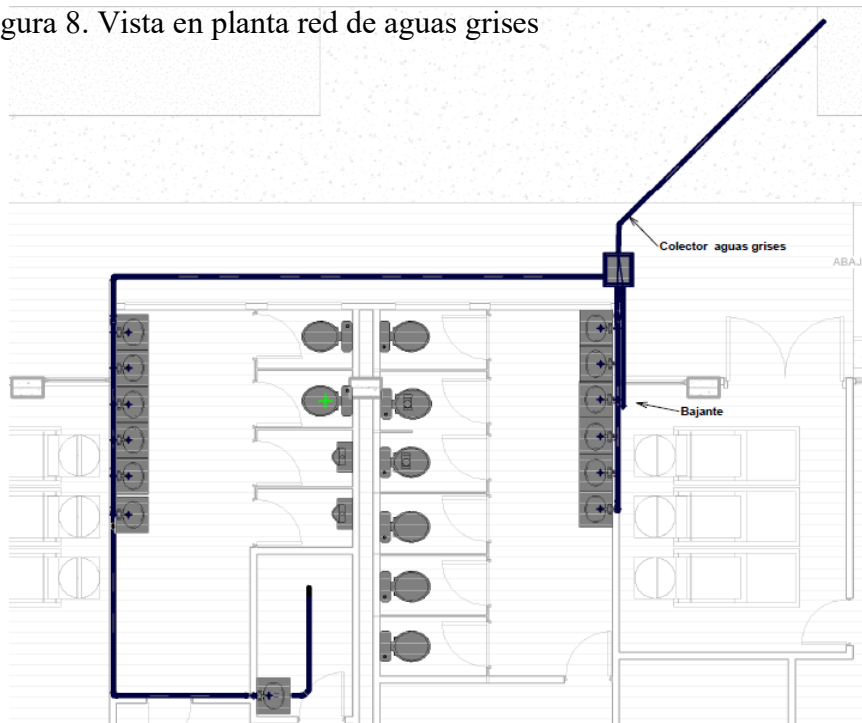 gura 8. Vista en planta red de aguas grises
Colector aguas grises
ABAJ
Bajante